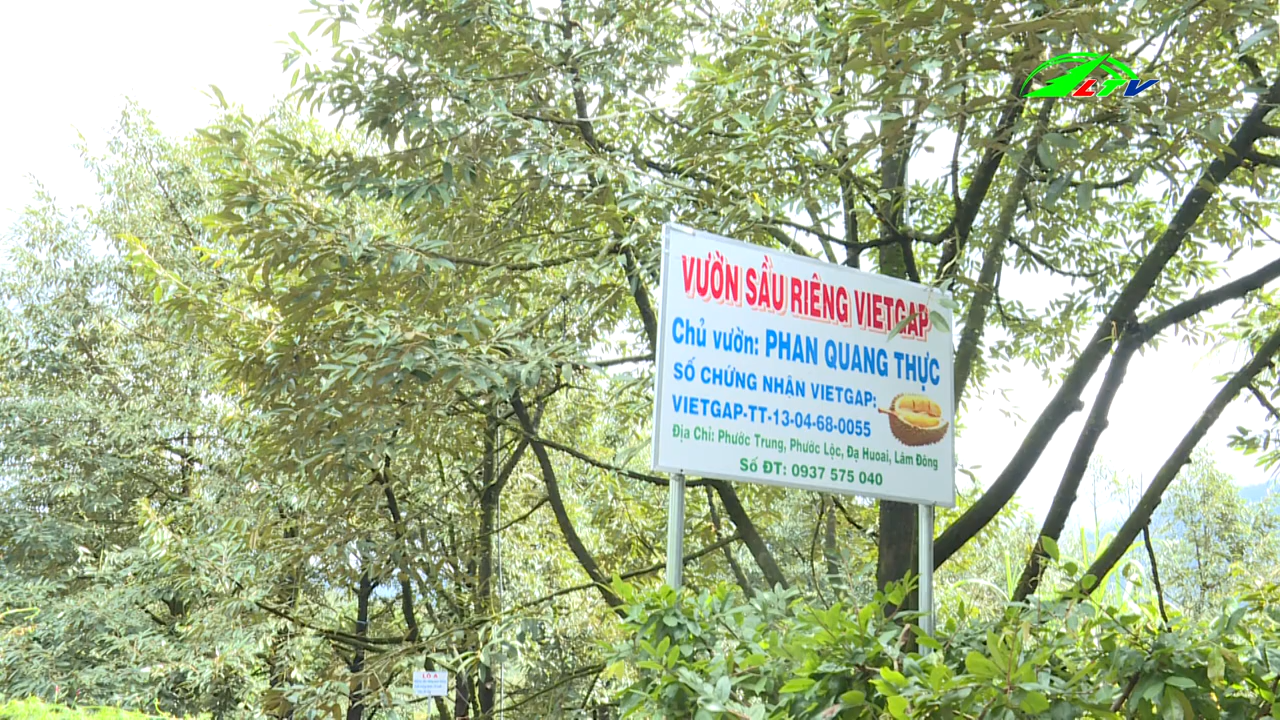 LTV
VƯỜN SẦU RIÊNG VIETGAP
Chủ vườn: PHAN QUANG THỰC
SỐ CHỨNG NHẬN VIETGAP:
VIETGAP-TT-13-04-68-0055
Địa Chỉ: Phước Trung, Phước Lộc, Đạ Huoai, Lâm Đồng
Số ĐT: 0937 575 040
LÔ A